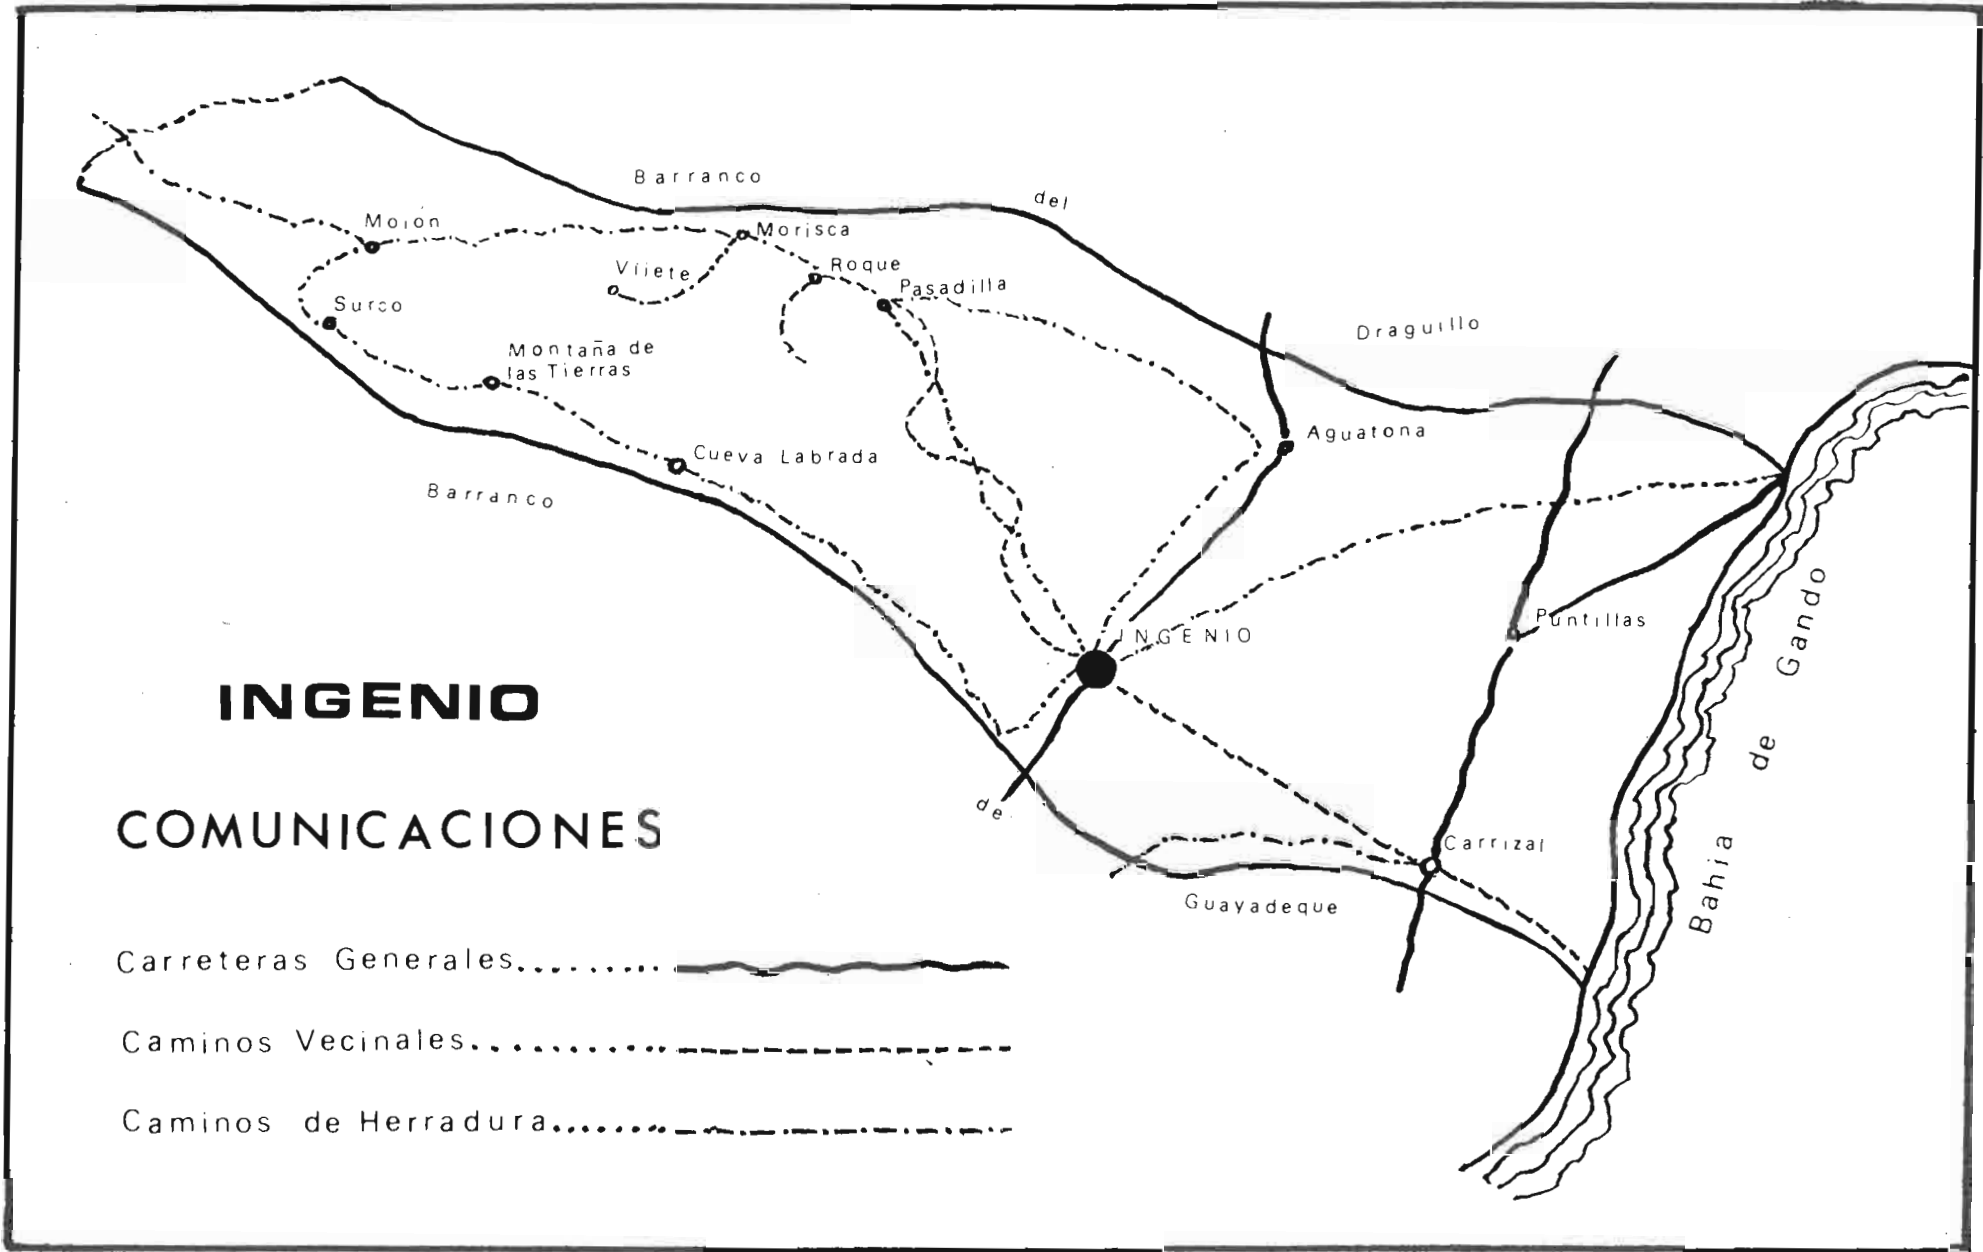 Barranco
del
Moión
Morisca
Viiete
Roque
Pasadilla
Surco
Draguillo
Montaña de
las Tierras
Aguatona
Cueva Labrada
Barranco
INGENIO
Puntillas
Bahia de Gando
INGENIO
COMUNICACIONES
de
Carrizal
Guayadeque
Carreteras Generales..........
Caminos Vecinales............
Caminos de Herradura........